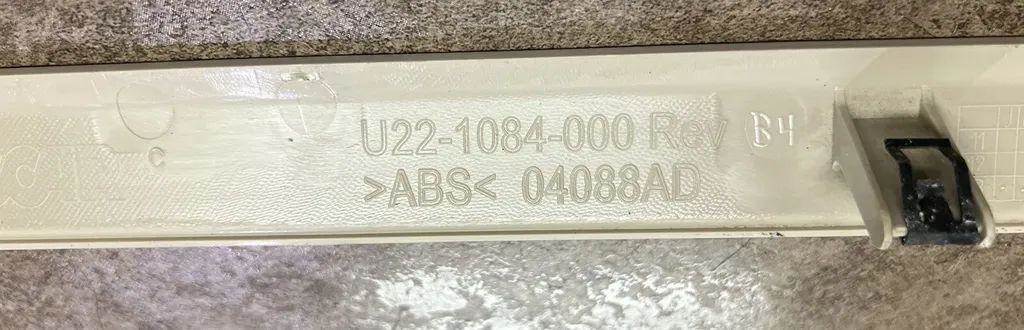 U22-1084-000 Rev B4
>ABS< 04088AD
C